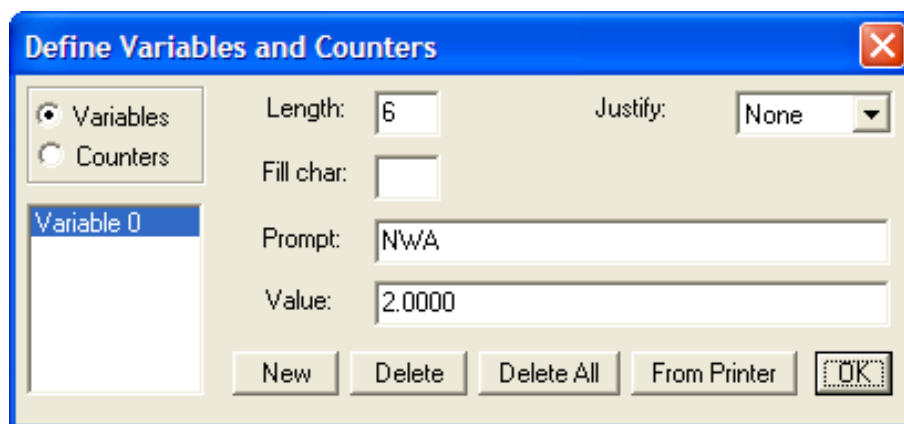 Define Variables and Counters
Variables
Counters
Variable 0
Length: 6 Justify: None
Fill char:
Prompt: NWA
Value: 2.0000
New Delete Delete All From Printer OK